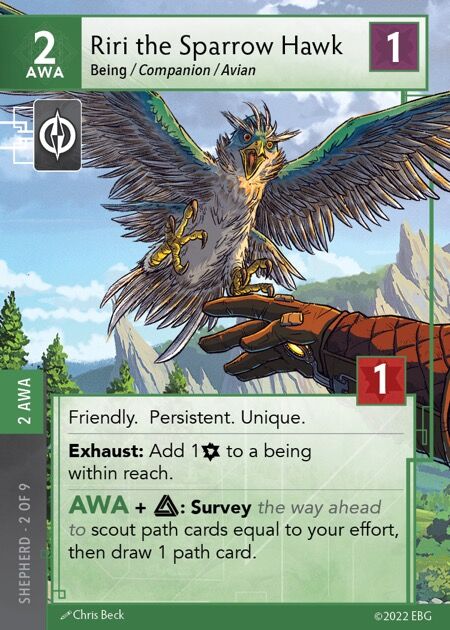 2
AWA
Riri the Sparrow Hawk
Being / Companion / Avian
1
1
2 AWA
SHEPHERD - 2 OF 9
Friendly. Persistent. Unique.
Exhaust: Add 1 to a being
within reach.
AWA + : Survey the way ahead
to scout path cards equal to your effort,
then draw 1 path card.
Chris Beck
©2022 EBG